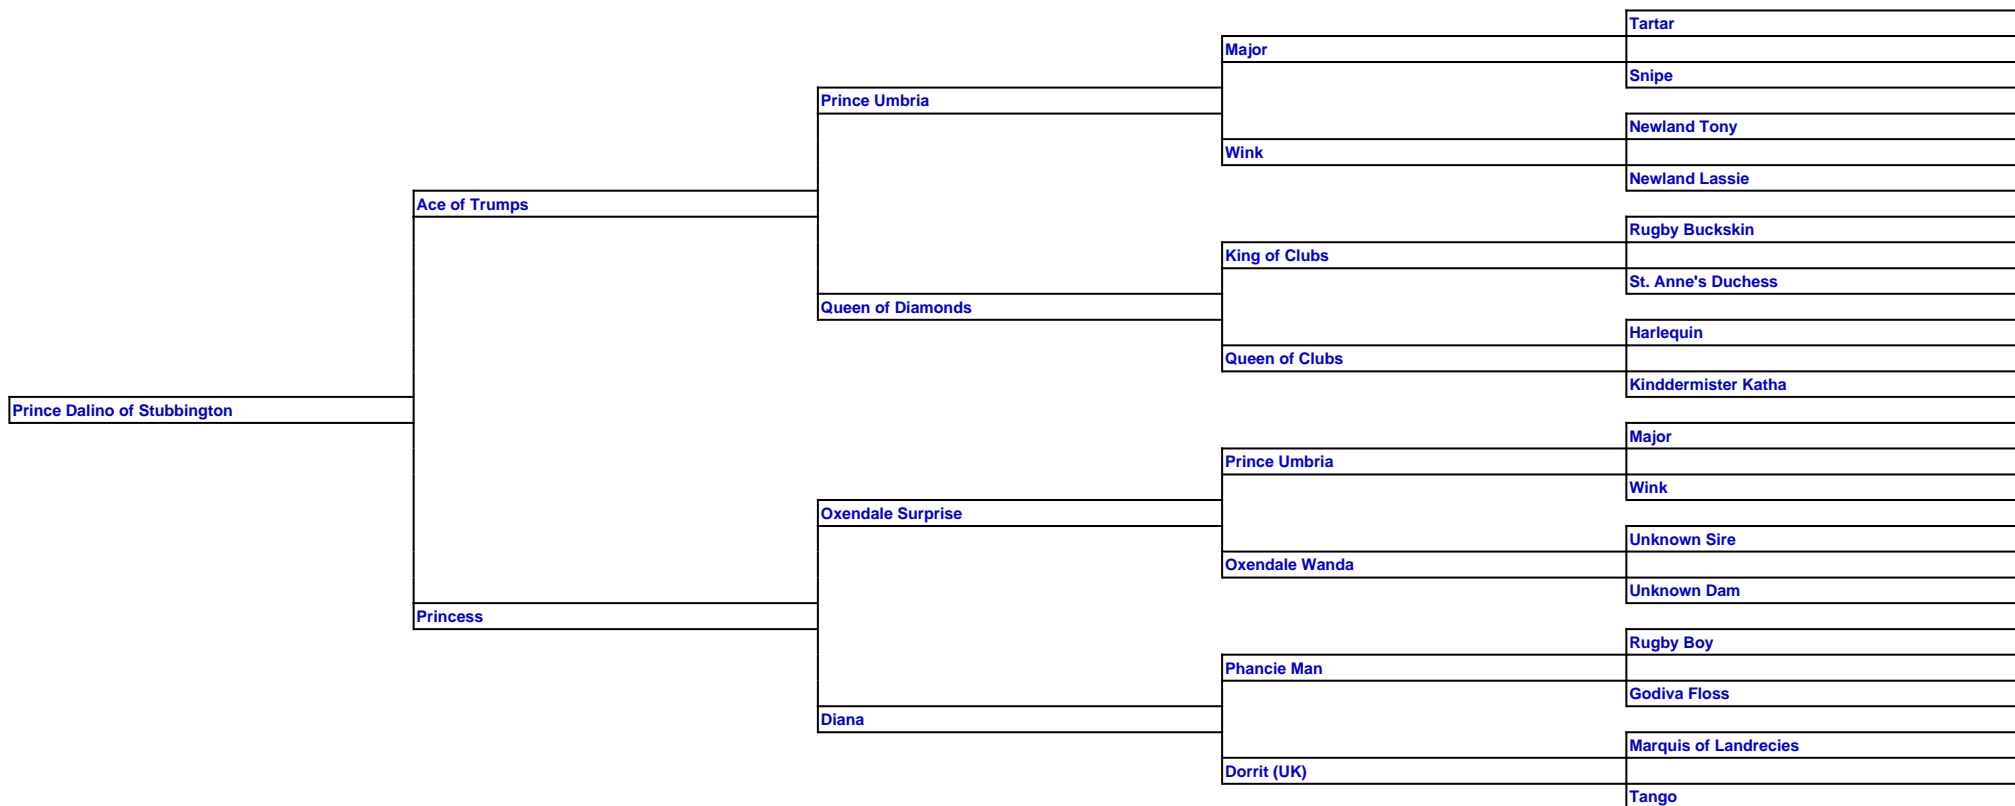 Tartar
Major
Snipe
Prince Umbria
Newland Tony
Wink
Newland Lassie
Ace of Trumps
Rugby Buckskin
King of Clubs
St. Anne's Duchess
Queen of Diamonds
Harlequin
Queen of Clubs
Kinddermister Katha
Prince Dalino of Stubbington
Major
Prince Umbria
Wink
Oxendale Surprise
Unknown Sire
Oxendale Wanda
Unknown Dam
Princess
Rugby Boy
Phancie Man
Godiva Floss
Diana
Marquis of Landrecies
Dorrit (UK)
Tango